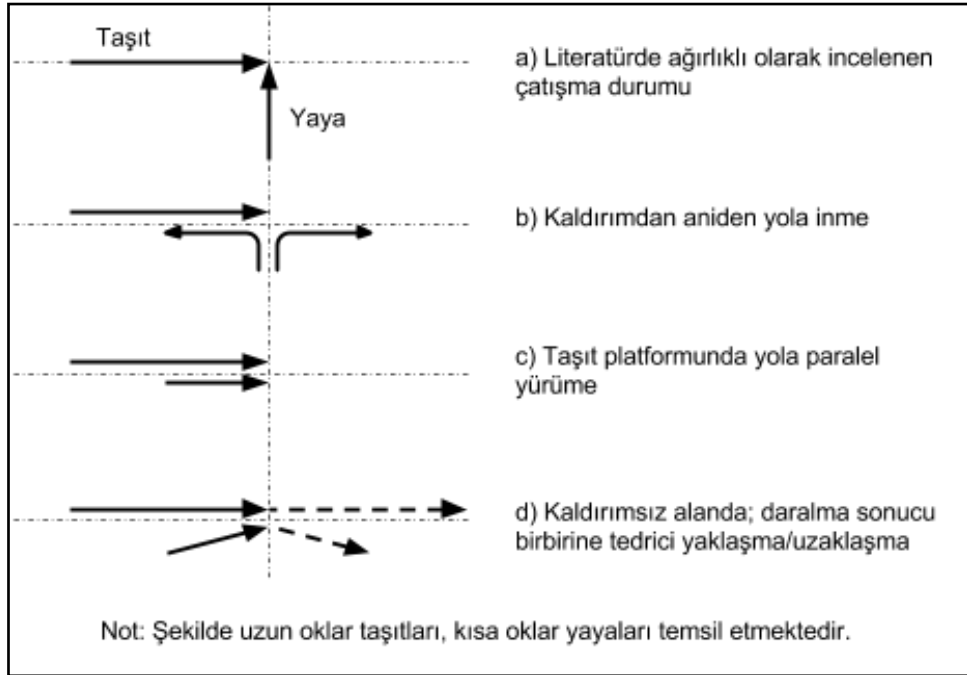 Taşıt
a) Literatürde ağırlıklı olarak incelenen
çatışma durumu
Yaya
b) Kaldırımdan aniden yola inme
c) Taşıt platformunda yola paralel
yürüme
d) Kaldırımsız alanda; daralma sonucu
birbirine tedrici yaklaşma/uzaklaşma
Not: Şekilde uzun oklar taşıtları, kısa oklar yayaları temsil etmektedir.